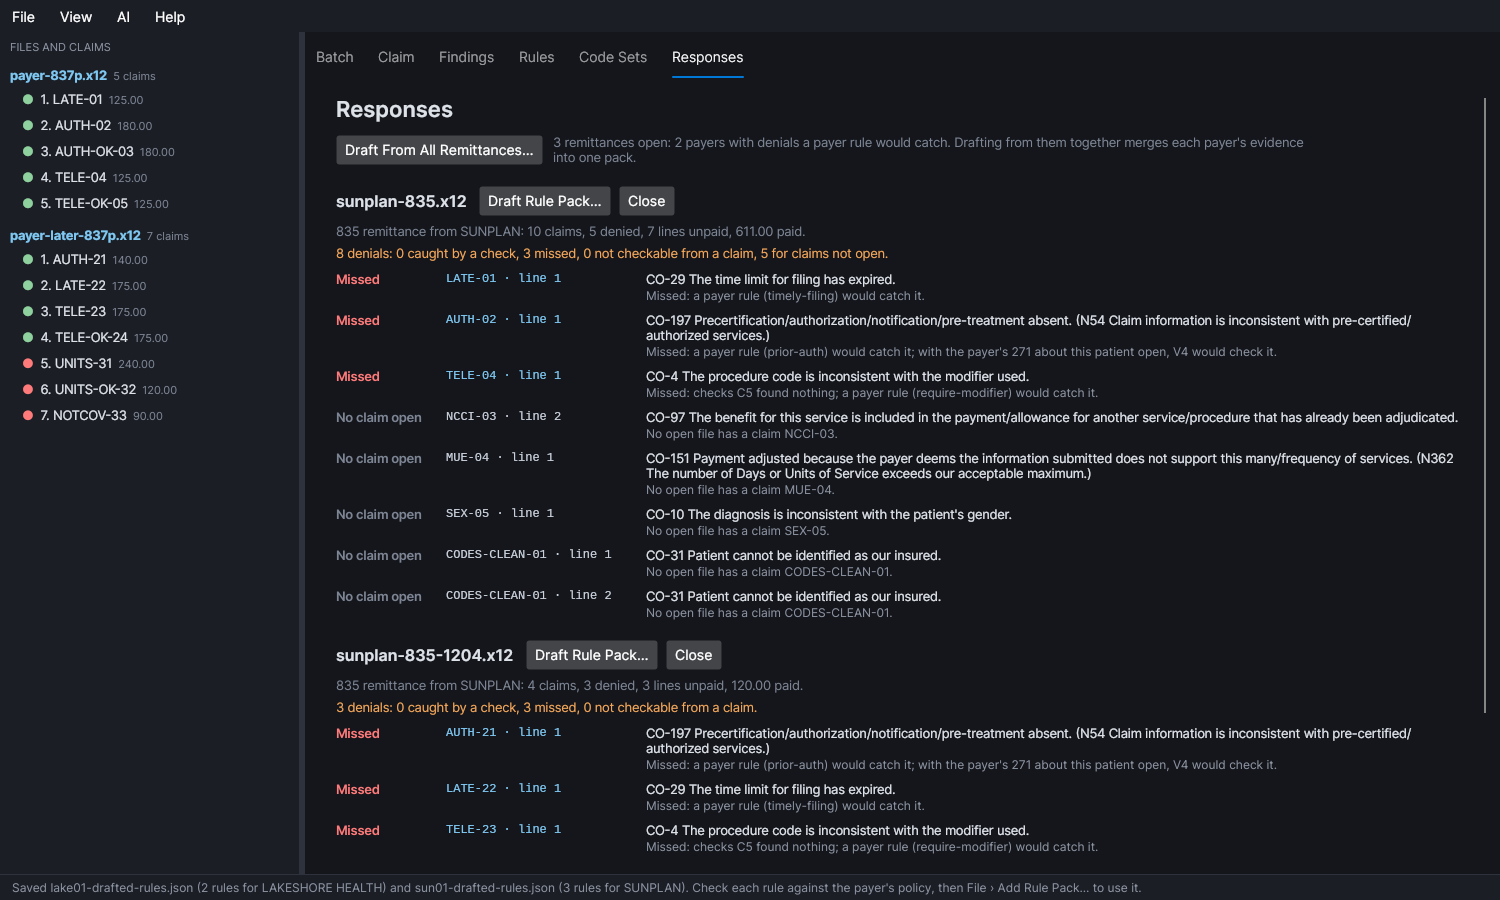 File View AI Help
FILES AND CLAIMS
payer-837p.x12 5 claims
1. LATE-01 125.00
2. AUTH-02 180.00
3. AUTH-OK-03 180.00
4. TELE-04 125.00
5. TELE-OK-05 125.00
payer-later-837p.x12 7 claims
1. AUTH-21 140.00
2. LATE-22 175.00
3. TELE-23 175.00
4. TELE-OK-24 175.00
5. UNITS-31 240.00
6. UNITS-OK-32 120.00
7. NOTCOV-33 90.00
Batch Claim Findings Rules Code Sets Responses
Responses
Draft From All Remittances...
3 remittances open: 2 payers with denials a payer rule would catch. Drafting from them together merges each payer's evidence
into one pack.
sunplan-835.x12 Draft Rule Pack... Close
835 remittance from SUNPLAN: 10 claims, 5 denied, 7 lines unpaid, 611.00 paid.
8 denials: 0 caught by a check, 3 missed, 0 not checkable from a claim, 5 for claims not open.
Missed LATE-01 · line 1 CO-29 The time limit for filing has expired.
Missed: a payer rule (timely-filing) would catch it.
Missed AUTH-02 · line 1 CO-197 Precertification/authorization/notification/pre-treatment absent. (N54 Claim information is inconsistent with pre-certified/
authorized services.)
Missed: a payer rule (prior-auth) would catch it; with the payer's 271 about this patient open, V4 would check it.
Missed TELE-04 · line 1 CO-4 The procedure code is inconsistent with the modifier used.
Missed: checks C5 found nothing; a payer rule (require-modifier) would catch it.
No claim open NCCI-03 · line 2 CO-97 The benefit for this service is included in the payment/allowance for another service/procedure that has already been adjudicated.
No open file has a claim NCCI-03.
No claim open MUE-04 · line 1 CO-151 Payment adjusted because the payer deems the information submitted does not support this many/frequency of services. (N362
The number of Days or Units of Service exceeds our acceptable maximum.)
No open file has a claim MUE-04.
No claim open SEX-05 · line 1 CO-10 The diagnosis is inconsistent with the patient's gender.
No open file has a claim SEX-05.
No claim open CODES-CLEAN-01 · line 1 CO-31 Patient cannot be identified as our insured.
No open file has a claim CODES-CLEAN-01.
No claim open CODES-CLEAN-01 · line 2 CO-31 Patient cannot be identified as our insured.
No open file has a claim CODES-CLEAN-01.
sunplan-835-1204.x12 Draft Rule Pack... Close
835 remittance from SUNPLAN: 4 claims, 3 denied, 3 lines unpaid, 120.00 paid.
3 denials: 0 caught by a check, 3 missed, 0 not checkable from a claim.
Missed AUTH-21 · line 1 CO-197 Precertification/authorization/notification/pre-treatment absent. (N54 Claim information is inconsistent with pre-certified/
authorized services.)
Missed: a payer rule (prior-auth) would catch it; with the payer's 271 about this patient open, V4 would check it.
Missed LATE-22 · line 1 CO-29 The time limit for filing has expired.
Missed: a payer rule (timely-filing) would catch it.
Missed TELE-23 · line 1 CO-4 The procedure code is inconsistent with the modifier used.
Missed: checks C5 found nothing; a payer rule (require-modifier) would catch it.
Saved lake01-drafted-rules.json (2 rules for LAKESHORE HEALTH) and sun01-drafted-rules.json (3 rules for SUNPLAN). Check each rule against the payer's policy, then File › Add Rule Pack... to use it.